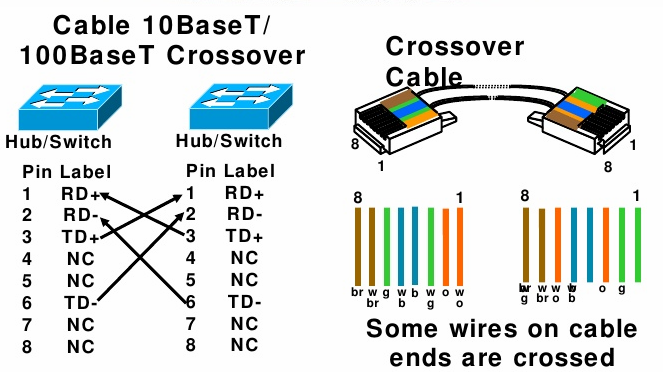 Cable 10BaseT/
100BaseT Crossover
Hub/Switch Hub/Switch
Pin Label Pin Label
1 RD+ 1 RD+
2 RD- 2 RD-
3 TD+ 3 TD+
4 NC 4 NC
5 NC 5 NC
6 TD- 6 TD-
7 NC 7 NC
8 NC 8 NC
Crossover
Cable
8 1
1 8
8 1 8 1
br w br g w b b w g o w o
w br w o b o g
Some wires on cable
ends are crossed